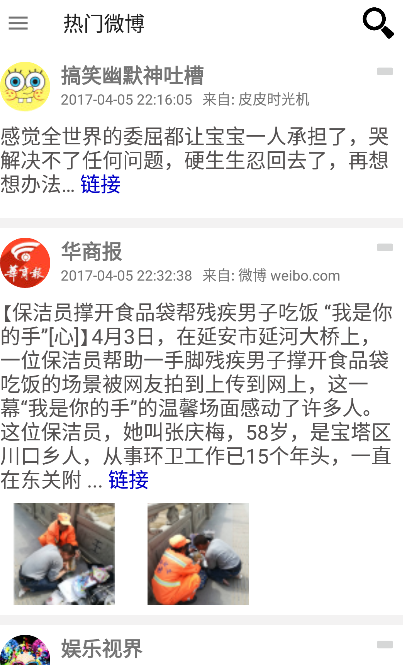 热门微博
搞笑幽默神吐槽
2017-04-05 22:16:05 来自: 皮皮时光机
感觉全世界的委屈都让宝宝一人承担了，哭
解决不了任何问题，硬生生忍回去了，再想
想办法… 链接
华商报
華商報
2017-04-05 22:32:38 来自: 微博 weibo.com
【保洁员撑开食品袋帮残疾男子吃饭 “我是你
的手”[心]】4月3日，在延安市延河大桥上，
一位保洁员帮助一手脚残疾男子撑开食品袋
吃饭的场景被网友拍到上传到网上，这一
幕“我是你的手”的温馨场面感动了许多人。
这位保洁员，她叫张庆梅，58岁，是宝塔区
川口乡人，从事环卫工作已15个年头，一直
在东关附 ... 链接
娱乐视界